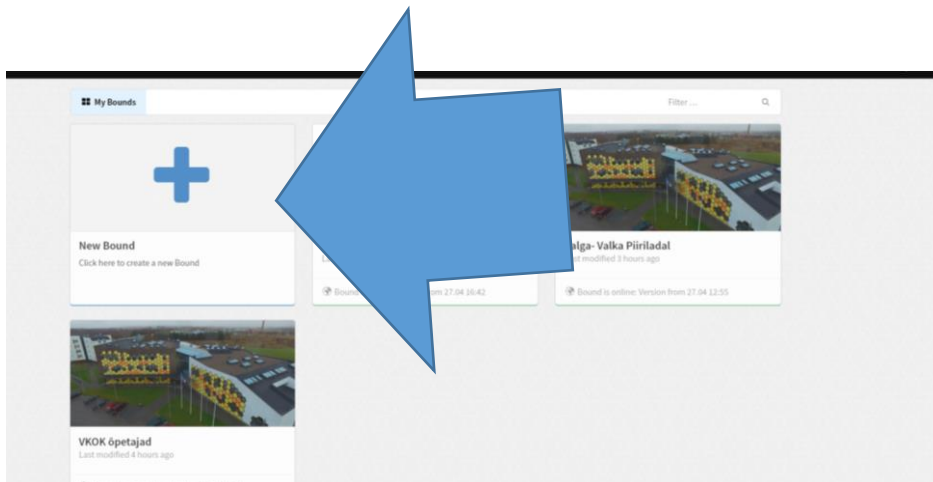 My Bounds
Filter ...
New Bound
Click here to create a new Bound
Bound
om 27.04 16:42
alga- Valka Piiriladal
st modified 3 hours ago
Bound is online: Version from 27.04 12:55
VKOK õpetajad
Last modified 4 hours ago